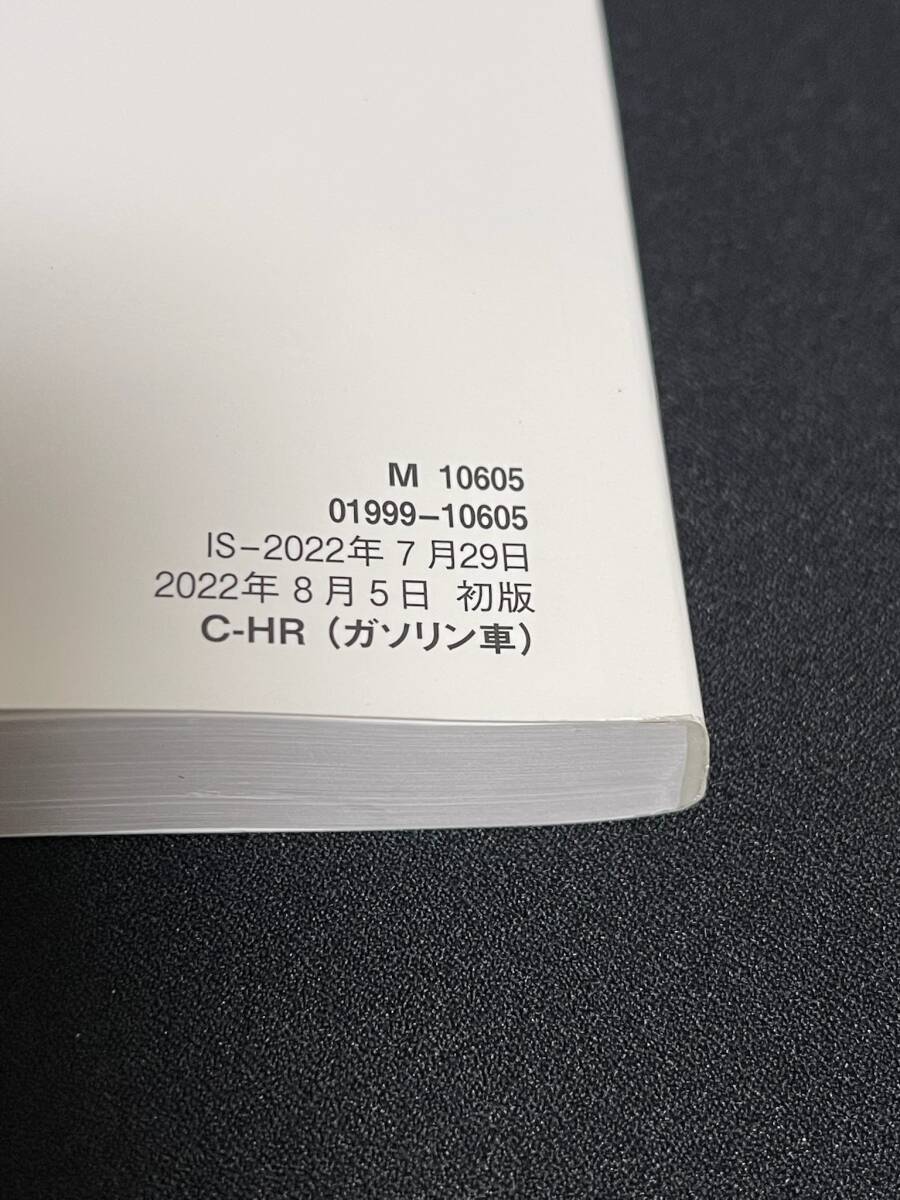 M 10605
01999-10605
IS-2022年7月29日
2022年8月5日 初版
C-HR（ガソリン車）